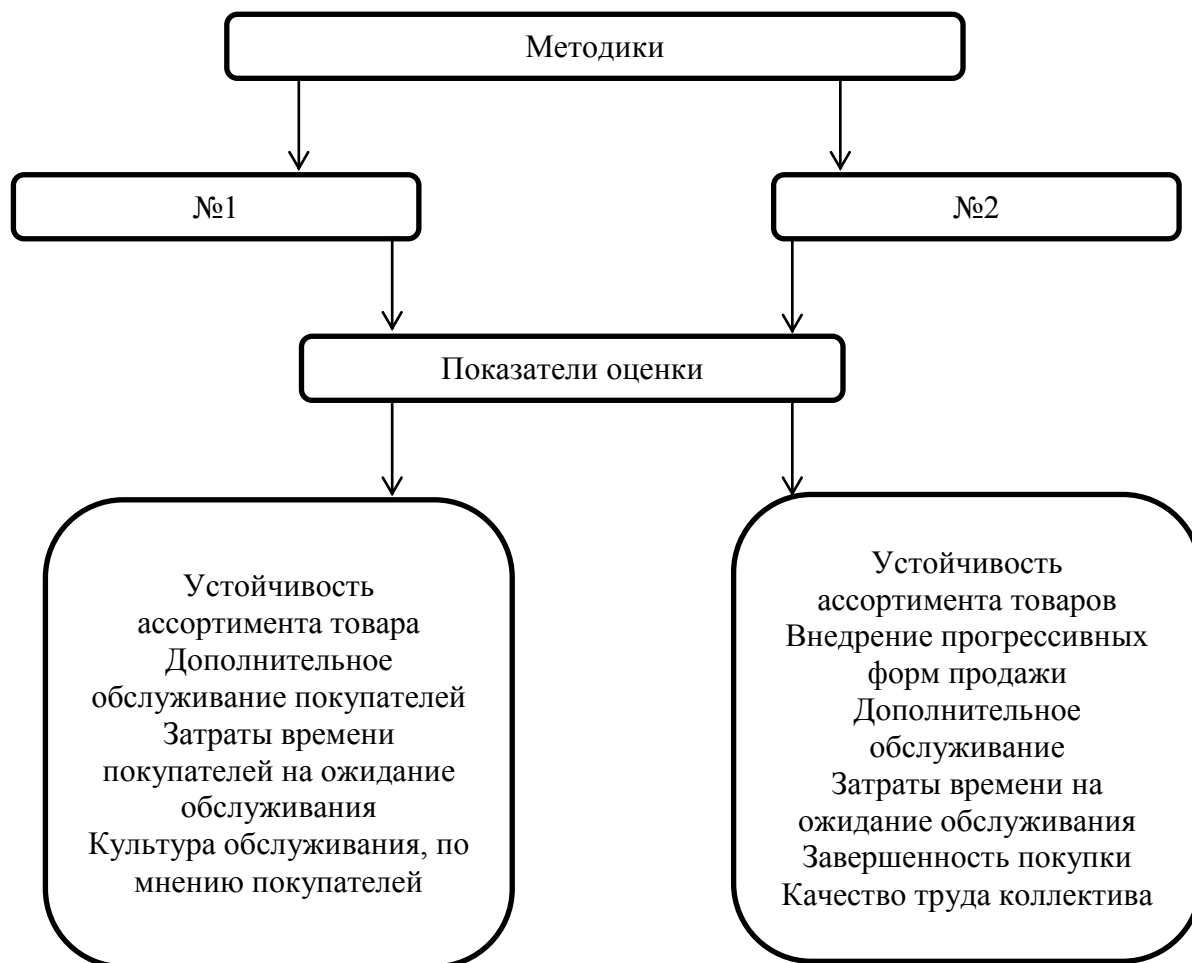 Методики
№1
№2
Показатели оценки
Устойчивость
ассортимента товара
Дополнительное
обслуживание покупателей
Затраты времени
покупателей на ожидание
обслуживания
Культура обслуживания, по
мнению покупателей
Устойчивость
ассортимента товаров
Внедрение прогрессивных
форм продажи
Дополнительное
обслуживание
Затраты времени на
ожидание обслуживания
Завершенность покупки
Качество труда коллектива